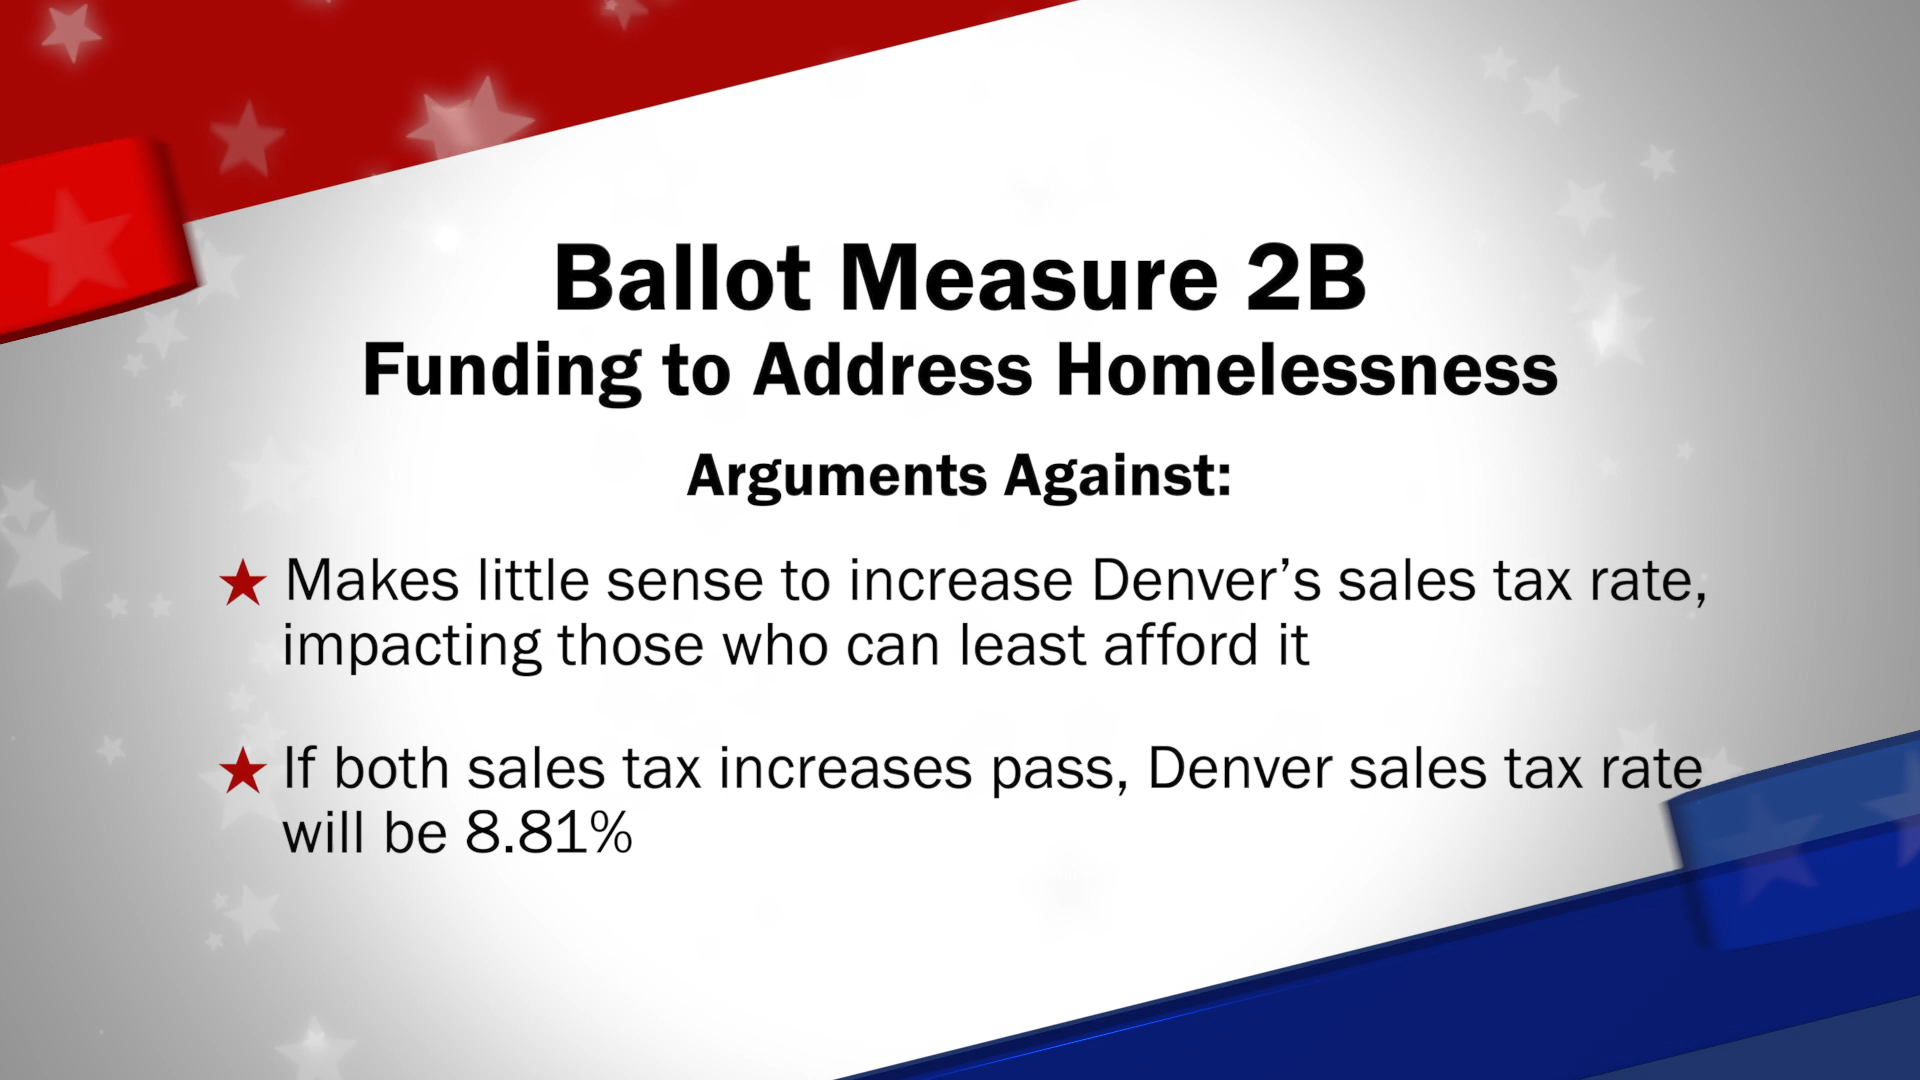 Ballot Measure 2B
Funding to Address Homelessness
Arguments Against:
Makes little sense to increase Denver’s sales tax rate,
impacting those who can least afford it
If both sales tax increases pass, Denver sales tax rate
will be 8.81%